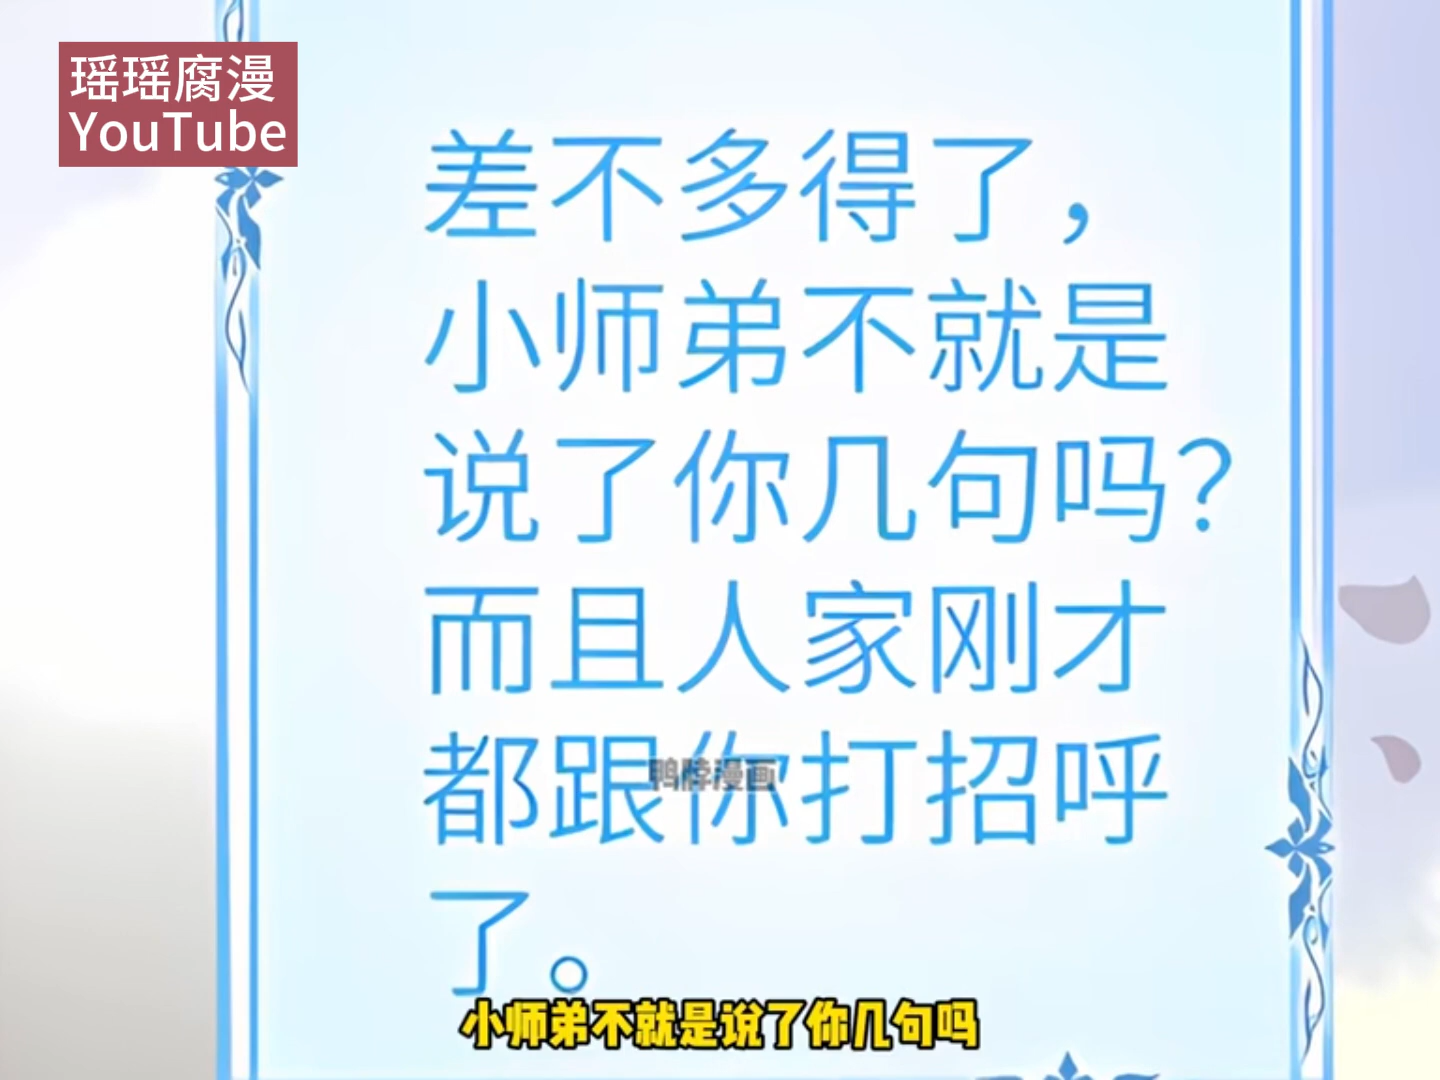 瑶瑶腐漫
YouTube
差不多得了，
小师弟不就是
说了你几句吗？
而且人家刚才
都跟你打招呼
了。
鸭脖漫画
小师弟不就是说了你几句吗